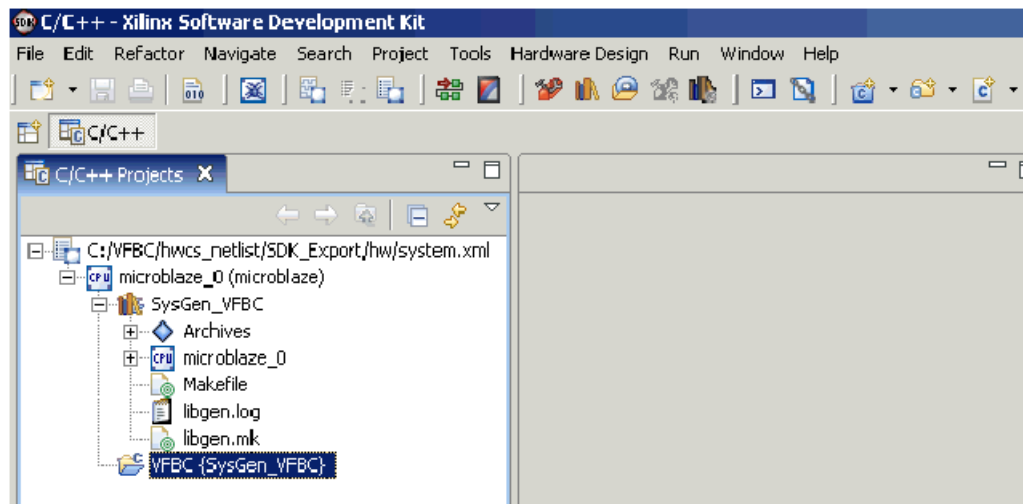 C/C++ - Xilinx Software Development Kit
File Edit Refactor Navigate Search Project Tools Hardware Design Run Window Help
C/C++
C/C++ Projects
C:/VFBC/hwcs_netlist/SDK_Export/hw/system.xml
microblaze_0 (microblaze)
SysGen_VFBC
Archives
microblaze_0
Makefile
libgen.log
libgen.mk
VFBC {SysGen_VFBC}